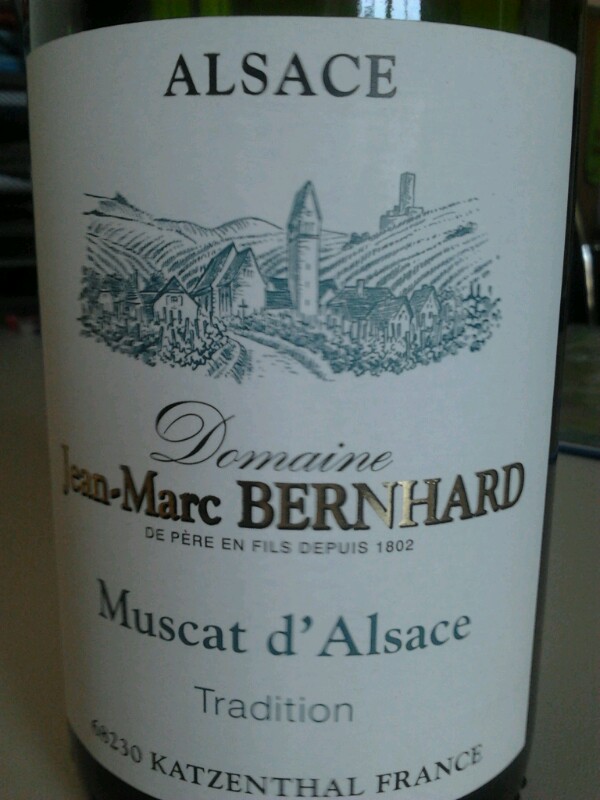 ALSACE
Domaine
Jean-Marc BERNHARD
DE PÈRE EN FILS DEPUIS 1802
Muscat d'Alsace
Tradition
68230 KATZENTHAL FRANCE